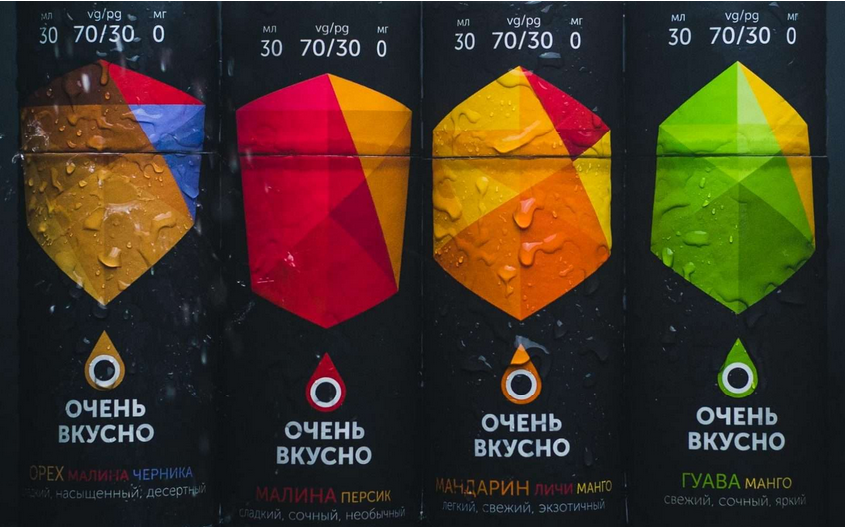 мл vg/pg мг
30 70/30 0
ОЧЕНЬ
ВКУСНО
ОРЕХ МАЛИНА ЧЕРНИКА
насыщенный, десертный
мл vg/pg мг
30 70/30 0
ОЧЕНЬ
ВКУСНО
МАЛИНА ПЕРСИК
сладкий, сочный, необычный
мл vg/pg мг
30 70/30 0
ОЧЕНЬ
ВКУСНО
МАНДАРИН ЛИЧИ МАНГО
легкий, свежий, экзотичный
мл vg/pg мг
30 70/30 0
ОЧЕНЬ
ВКУСНО
ГУАВА МАНГО
свежий, сочный, яркий